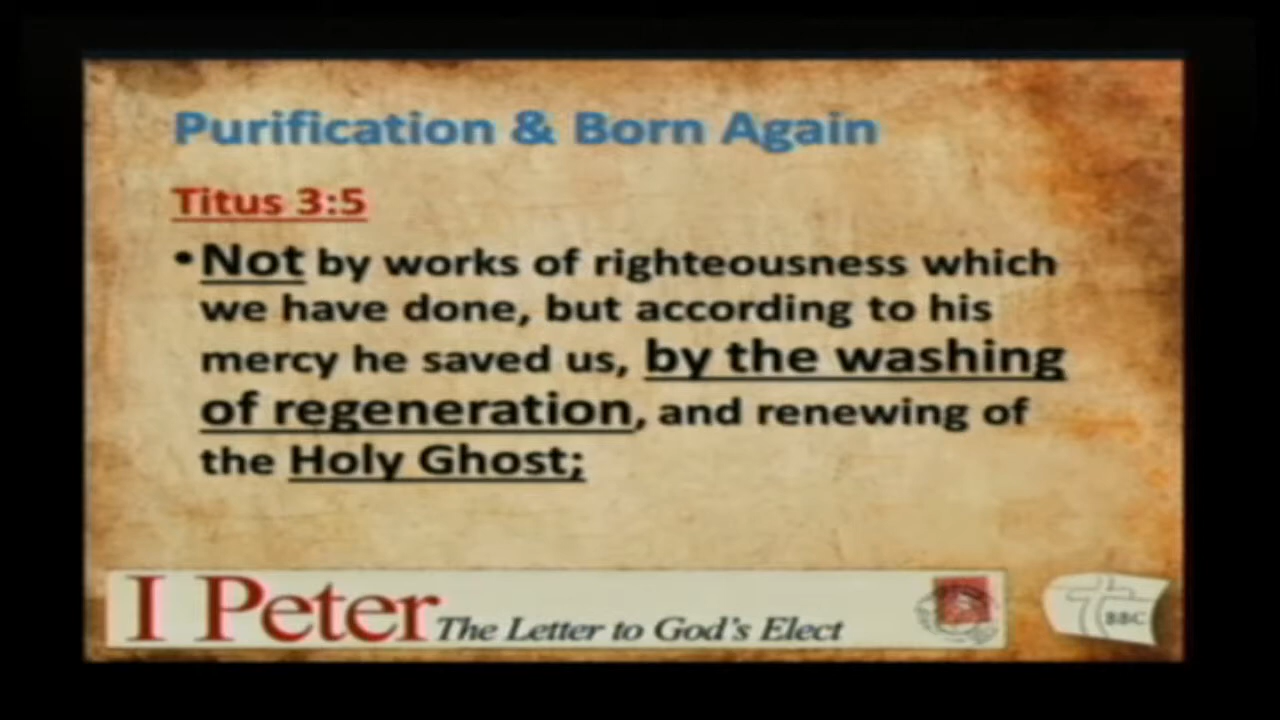 Purification & Born Again
Titus 3:5
•Not by works of righteousness which
we have done, but according to his
mercy he saved us, by the washing
of regeneration, and renewing of
the Holy Ghost;
I Peter The Letter to God's Elect
BBC